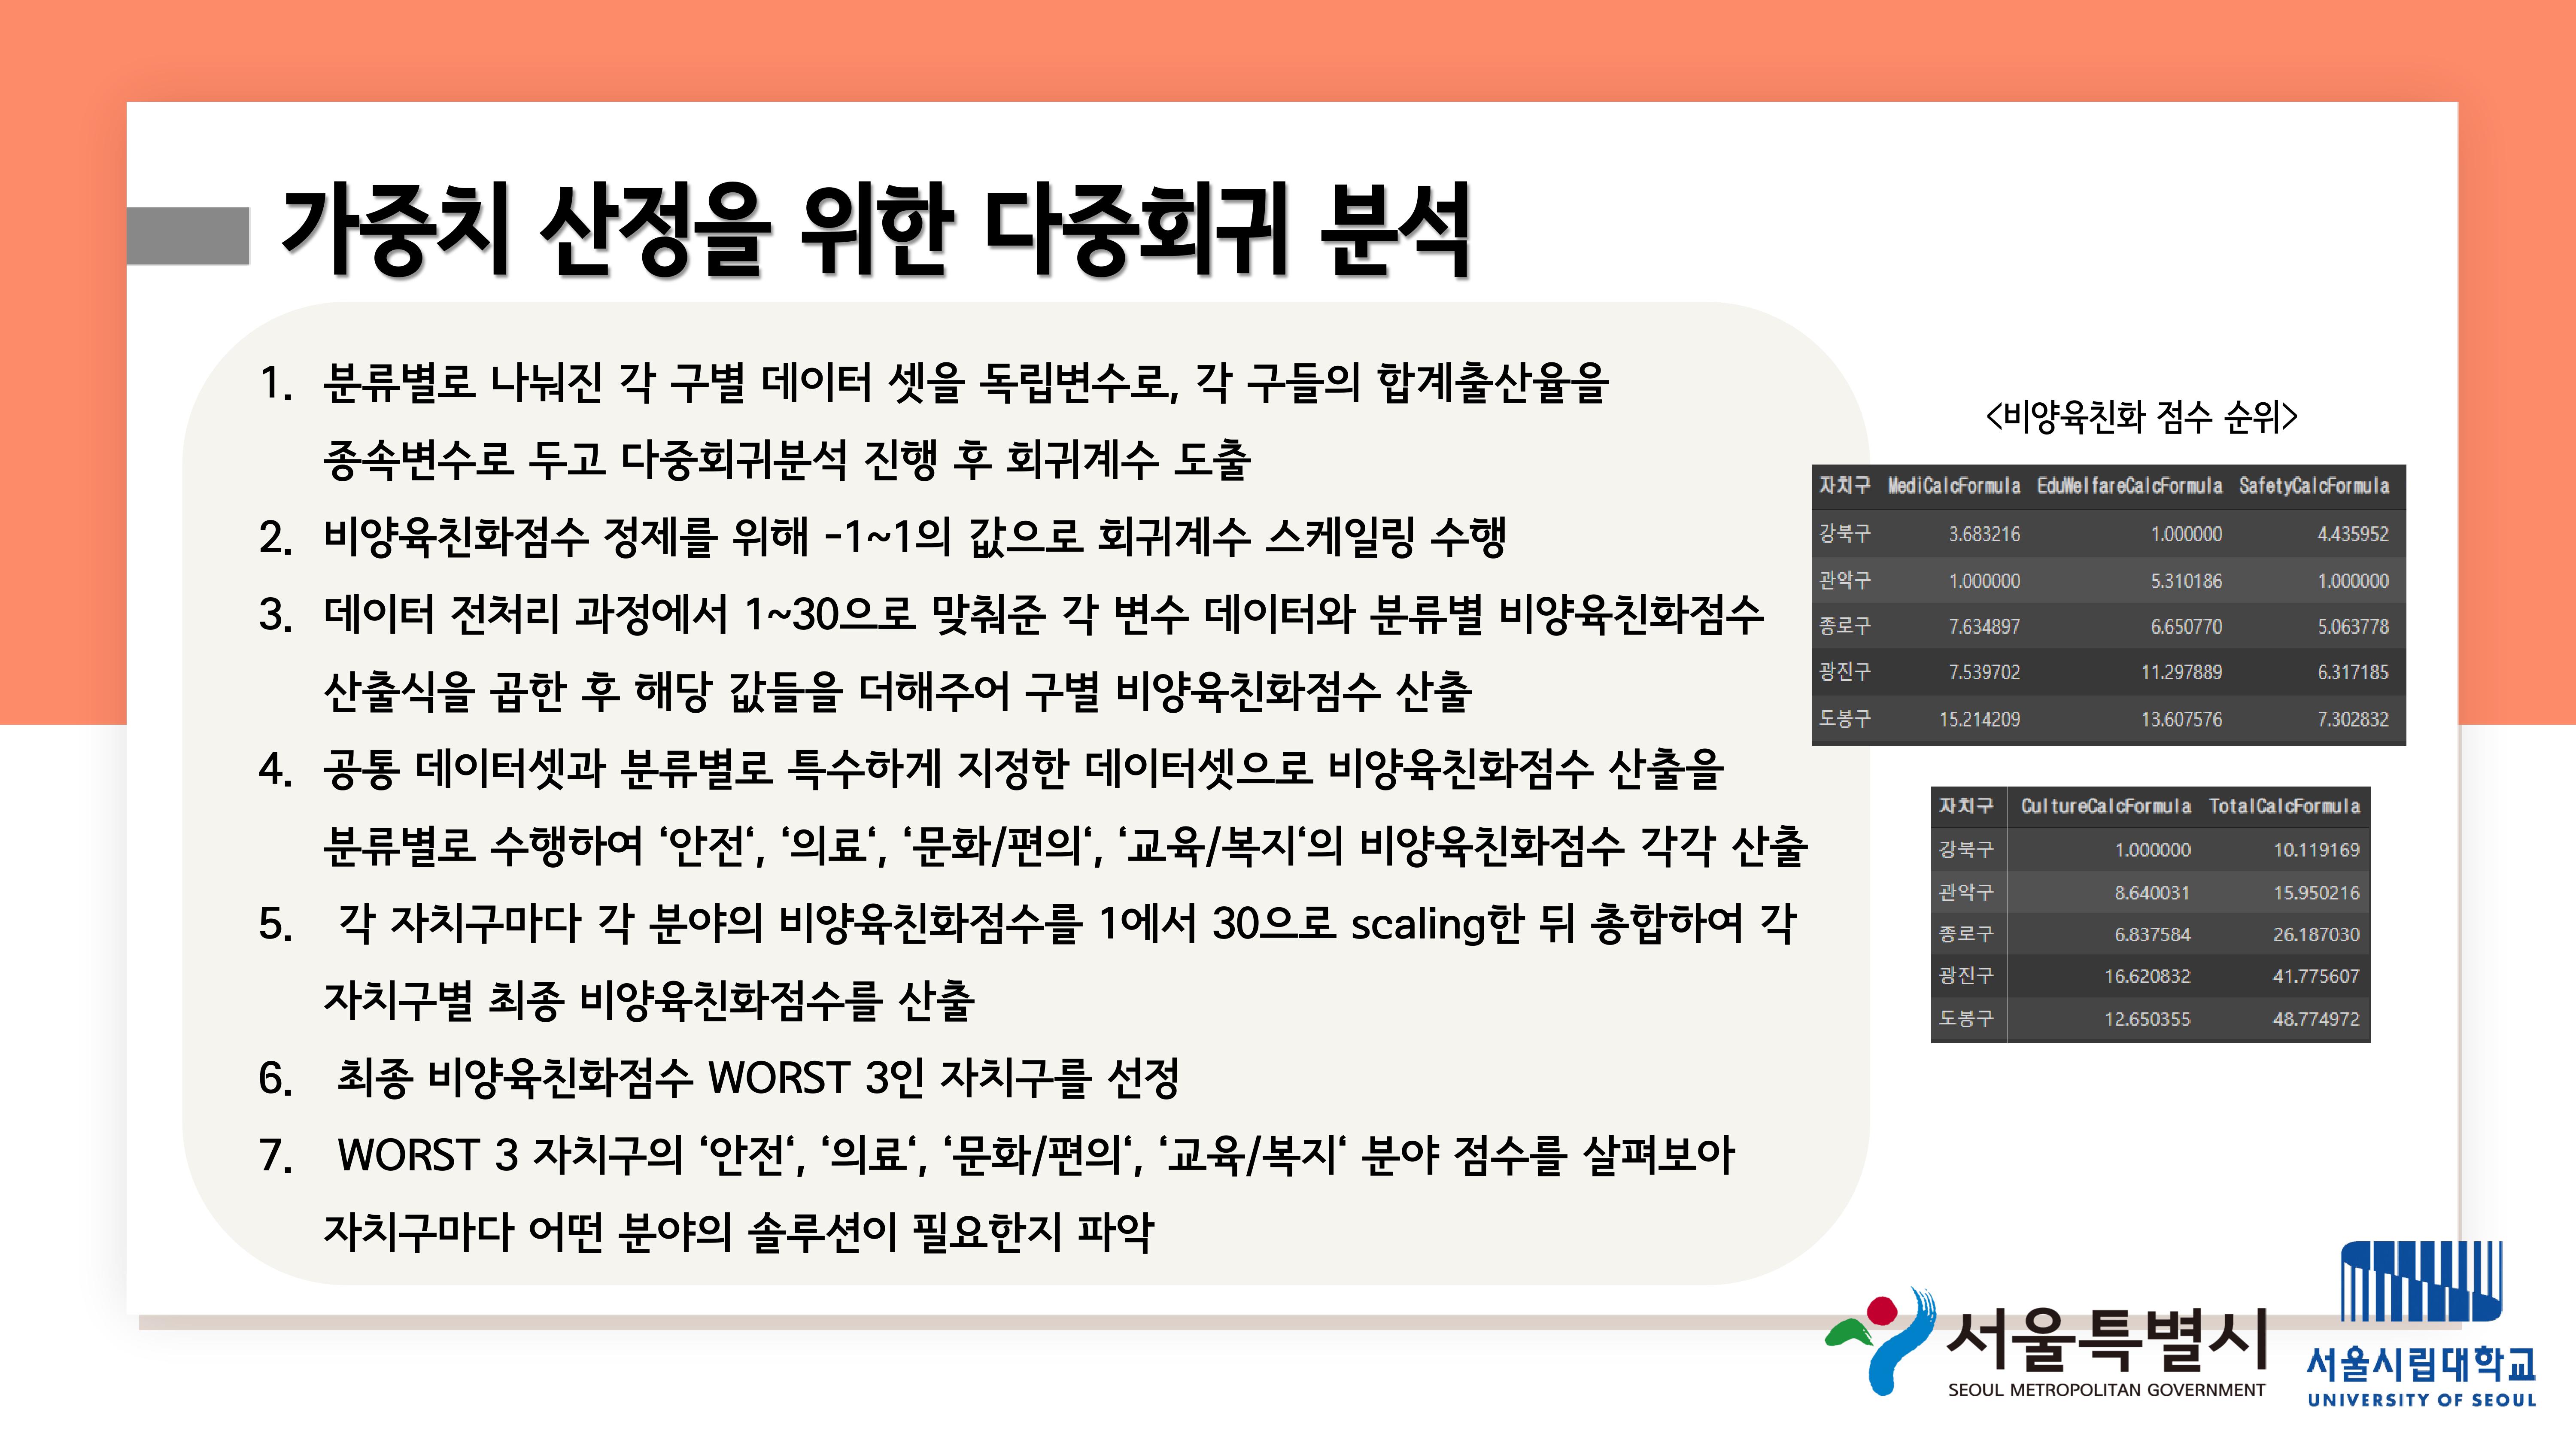 가중치 산정을 위한 다중회귀 분석
1. 분류별로 나눠진 각 구별 데이터 셋을 독립변수로, 각 구들의 합계출산율을
종속변수로 두고 다중회귀분석 진행 후 회귀계수 도출
2. 비양육친화점수 정제를 위해 -1~1의 값으로 회귀계수 스케일링 수행
3. 데이터 전처리 과정에서 1~30으로 맞춰준 각 변수 데이터와 분류별 비양육친화점수
산출식을 곱한 후 해당 값들을 더해주어 구별 비양육친화점수 산출
4. 공통 데이터셋과 분류별로 특수하게 지정한 데이터셋으로 비양육친화점수 산출을
분류별로 수행하여 ‘안전‘, ‘의료‘, ‘문화/편의‘, ‘교육/복지‘의 비양육친화점수 각각 산출
5. 각 자치구마다 각 분야의 비양육친화점수를 1에서 30으로 scaling한 뒤 총합하여 각
자치구별 최종 비양육친화점수를 산출
6. 최종 비양육친화점수 WORST 3인 자치구를 선정
7. WORST 3 자치구의 ‘안전‘, ‘의료‘, ‘문화/편의‘, ‘교육/복지‘ 분야 점수를 살펴보아
자치구마다 어떤 분야의 솔루션이 필요한지 파악
<비양육친화 점수 순위>
자치구 MediCalcFormula EduWelfareCalcFormula SafetyCalcFormula
강북구 3.683216 1.000000 4.435952
관악구 1.000000 5.310186 1.000000
종로구 7.634897 6.650770 5.063778
광진구 7.539702 11.297889 6.317185
도봉구 15.214209 13.607576 7.302832
자치구 CultureCalcFormula TotalCalcFormula
강북구 1.000000 10.119169
관악구 8.640031 15.950216
종로구 6.837584 26.187030
광진구 16.620832 41.775607
도봉구 12.650355 48.774972
서울특별시
SEOUL METROPOLITAN GOVERNMENT
서울시립대학교
UNIVERSITY OF SEOUL